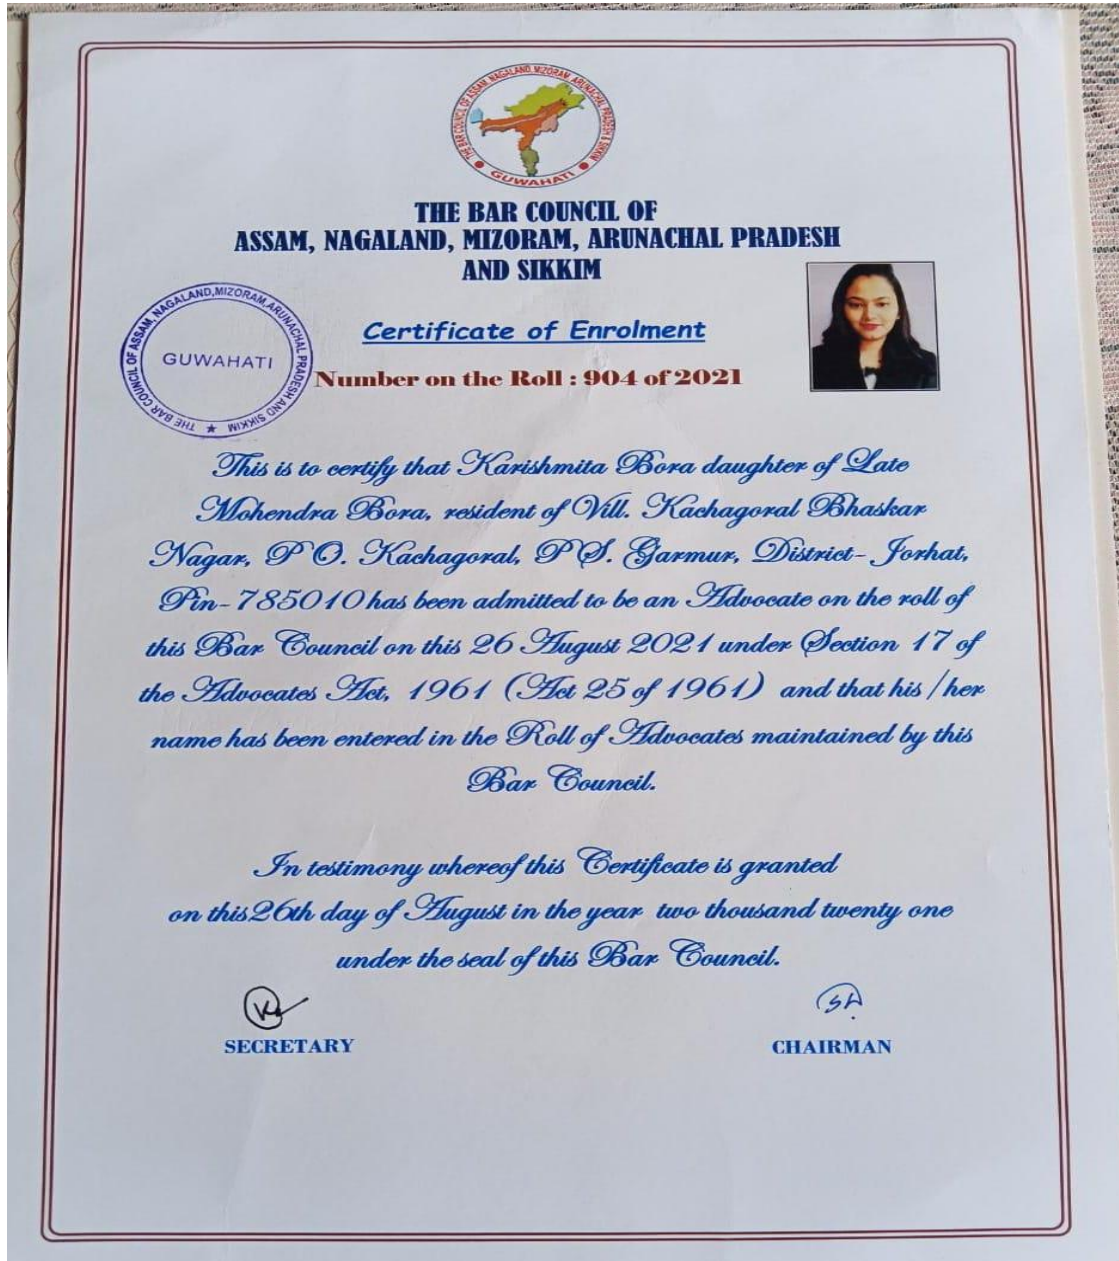 THE BAR COUNCIL OF ASSAM, NAGALAND, MIZORAM, ARUNACHAL PRADESH & SIKKIM
GUWAHATI
THE BAR COUNCIL OF
ASSAM, NAGALAND, MIZORAM, ARUNACHAL PRADESH
AND SIKKIM
THE BAR COUNCIL OF ASSAM, NAGALAND,MIZORAM,ARUNACHAL PRADESH AND SIKKIM
GUWAHATI
Certificate of Enrolment
Number on the Roll : 904 of 2021
This is to certify that Karishmita Bora daughter of Late
Mohendra Bora, resident of Vill. Kachagoral Bhaskar
Nagar, P O. Kachagoral, P S. Garmur, District- Jorhat,
Pin-785010 has been admitted to be an Advocate on the roll of
this Bar Council on this 26 August 2021 under Section 17 of
the Advocates Act, 1961 (Act 25 of 1961) and that his/her
name has been entered in the Roll of Advocates maintained by this
Bar Council.
In testimony whereof this Certificate is granted
on this26th day of August in the year two thousand twenty one
under the seal of this Bar Council.
SECRETARY
CHAIRMAN